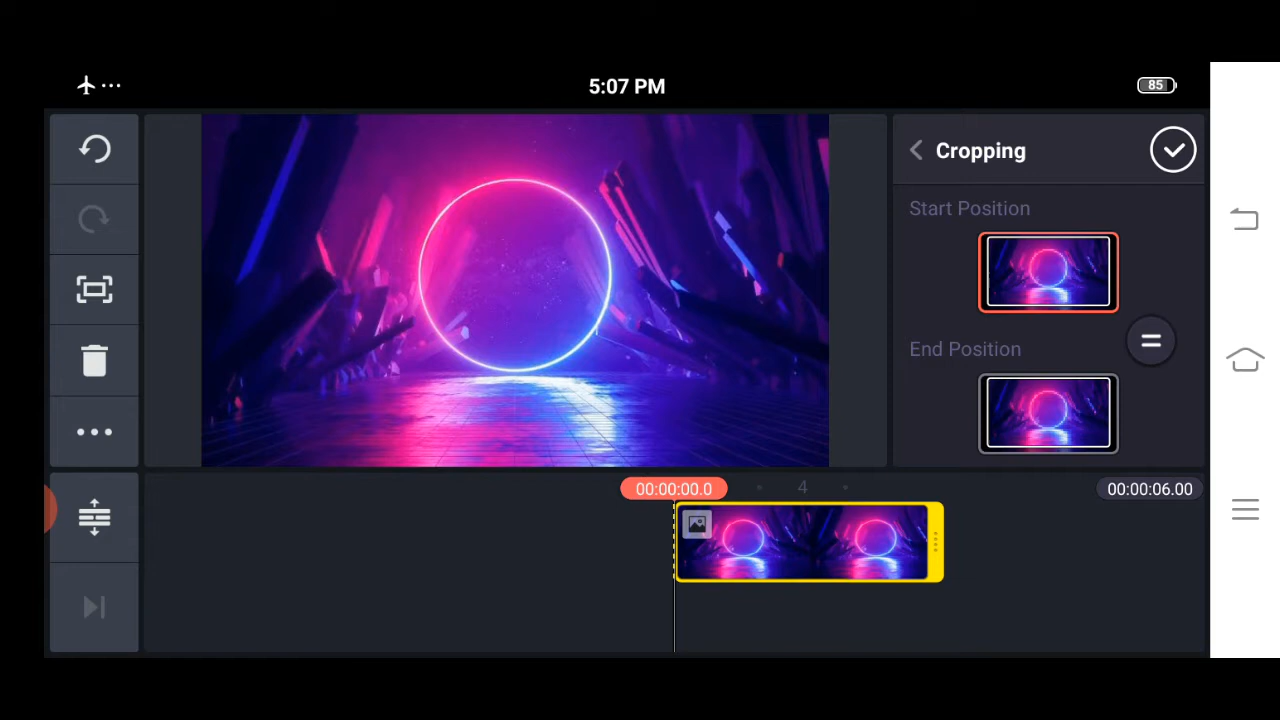 5:07 PM
85
Cropping
Start Position
End Position
00:00:00.0
4
00:00:06.00